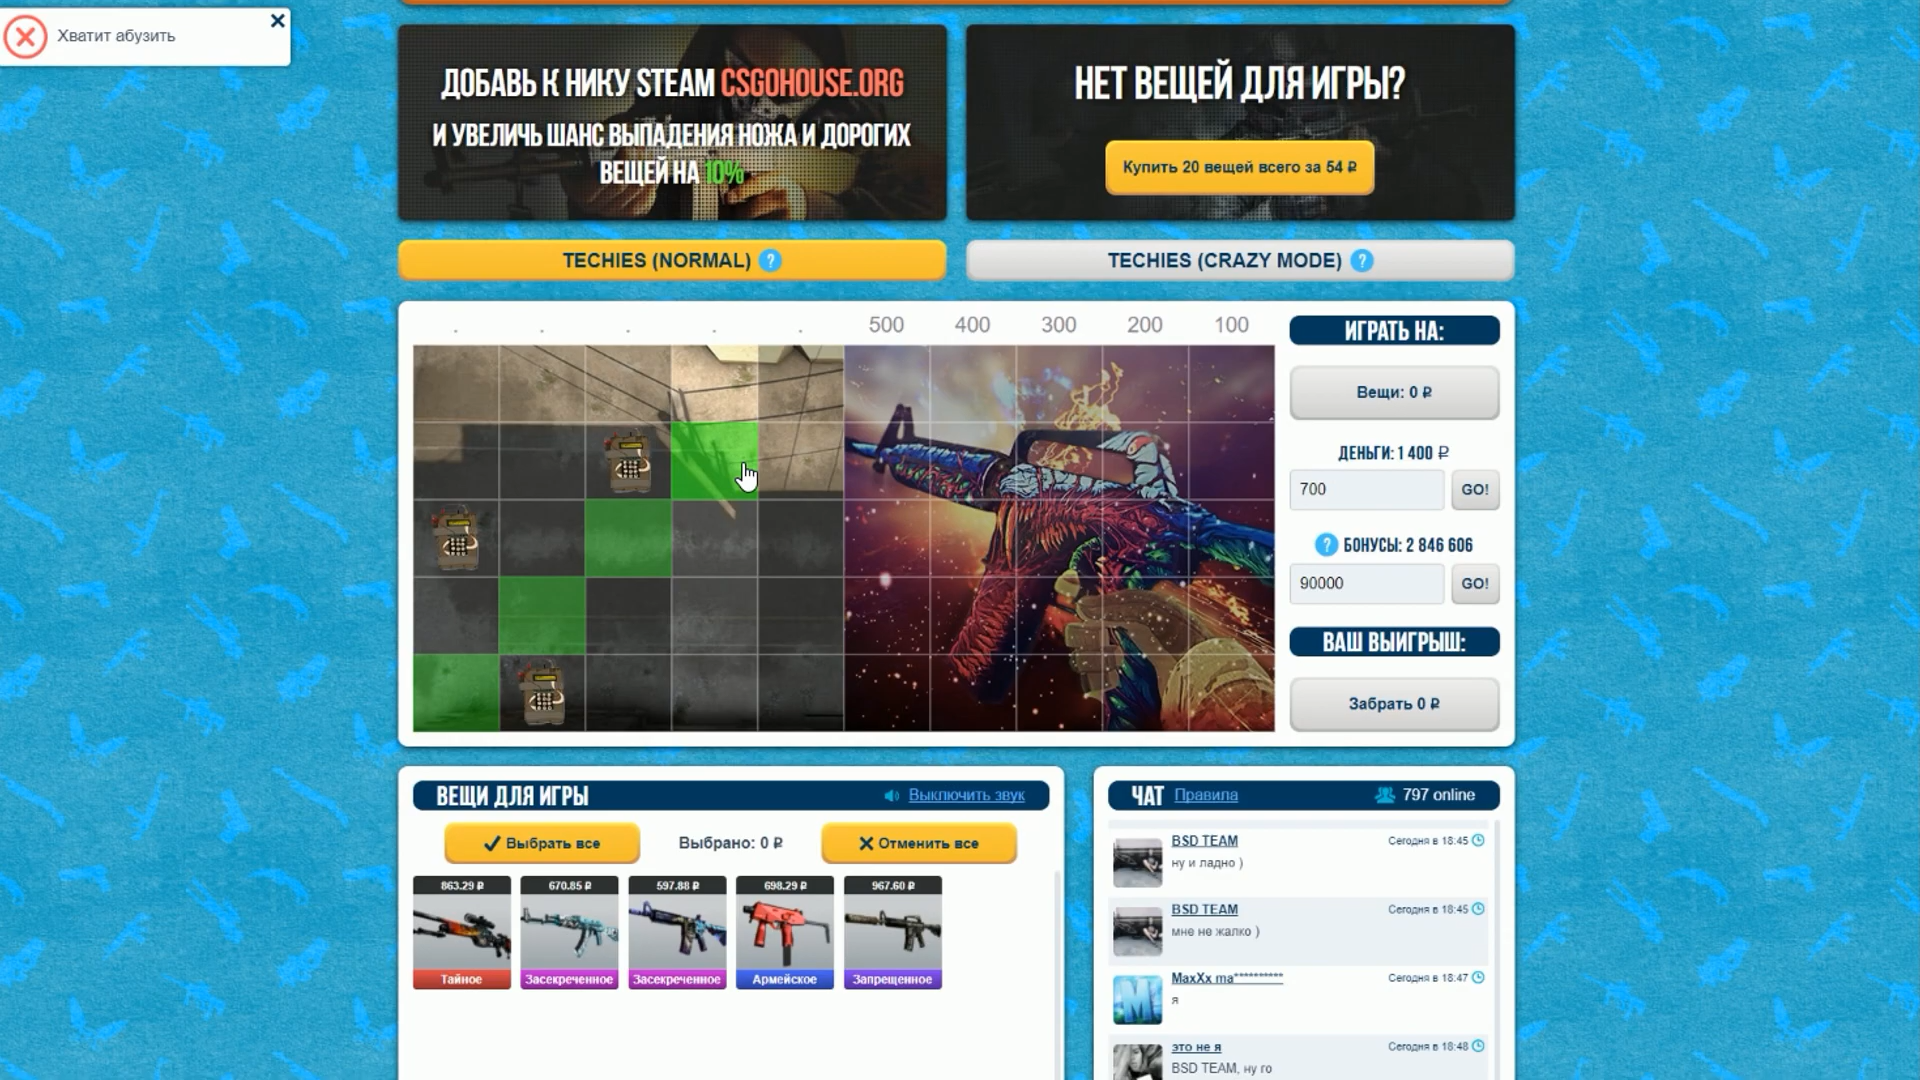 Хватит абузить
ДОБАВЬ К НИКУ STEAM CSGOHOUSE.ORG
И УВЕЛИЧЬ ШАНС ВЫПАДЕНИЯ НОЖА И ДОРОГИХ
ВЕЩЕЙ НА 10%
НЕТ ВЕЩЕЙ ДЛЯ ИГРЫ?
Купить 20 вещей всего за 54 ₽
TECHIES (NORMAL) ?
TECHIES (CRAZY MODE) ?
. . . . . 500 400 300 200 100
ИГРАТЬ НА:
Вещи: 0 ₽
ДЕНЬГИ: 1 400 ₽
700 GO!
? БОНУСЫ: 2 846 606
90000 GO!
ВАШ ВЫИГРЫШ:
Забрать 0 ₽
ВЕЩИ ДЛЯ ИГРЫ Выключить звук
Выбрать все Выбрано: 0 ₽ Отменить все
863.29 ₽ 670.85 ₽ 597.88 ₽ 698.29 ₽ 967.60 ₽
Тайное Засекреченное Засекреченное Армейское Запрещенное
ЧАТ Правила 797 online
BSD TEAM Сегодня в 18:45
ну и ладно )
BSD TEAM Сегодня в 18:45
мне не жалко )
MaxXx ma********** Сегодня в 18:47
я
это не я Сегодня в 18:48
BSD TEAM, ну го